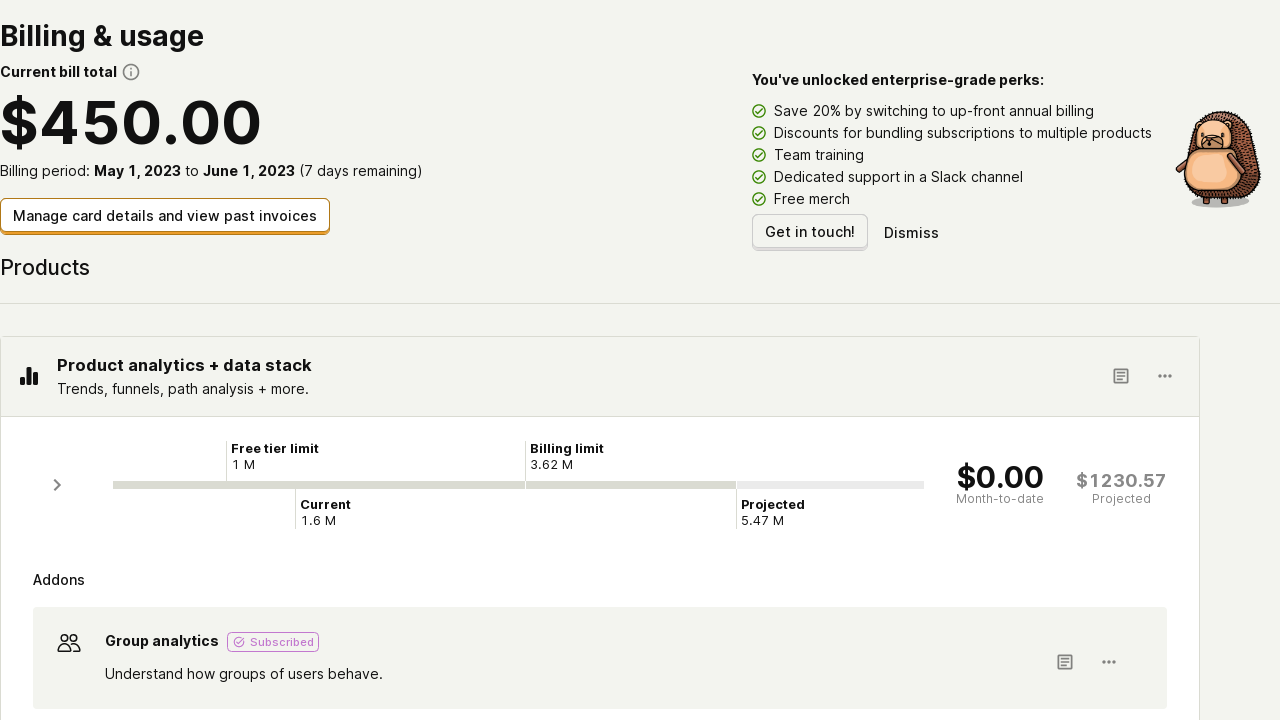 Billing & usage
Current bill total
$450.00
Billing period: May 1, 2023 to June 1, 2023 (7 days remaining)
Manage card details and view past invoices
You've unlocked enterprise-grade perks:
Save 20% by switching to up-front annual billing
Discounts for bundling subscriptions to multiple products
Team training
Dedicated support in a Slack channel
Free merch
Get in touch!
Dismiss
Products
Product analytics + data stack
Trends, funnels, path analysis + more.
Free tier limit
1 M
Billing limit
3.62 M
Current
1.6 M
Projected
5.47 M
$0.00
Month-to-date
$1230.57
Projected
Addons
Group analytics
Subscribed
Understand how groups of users behave.